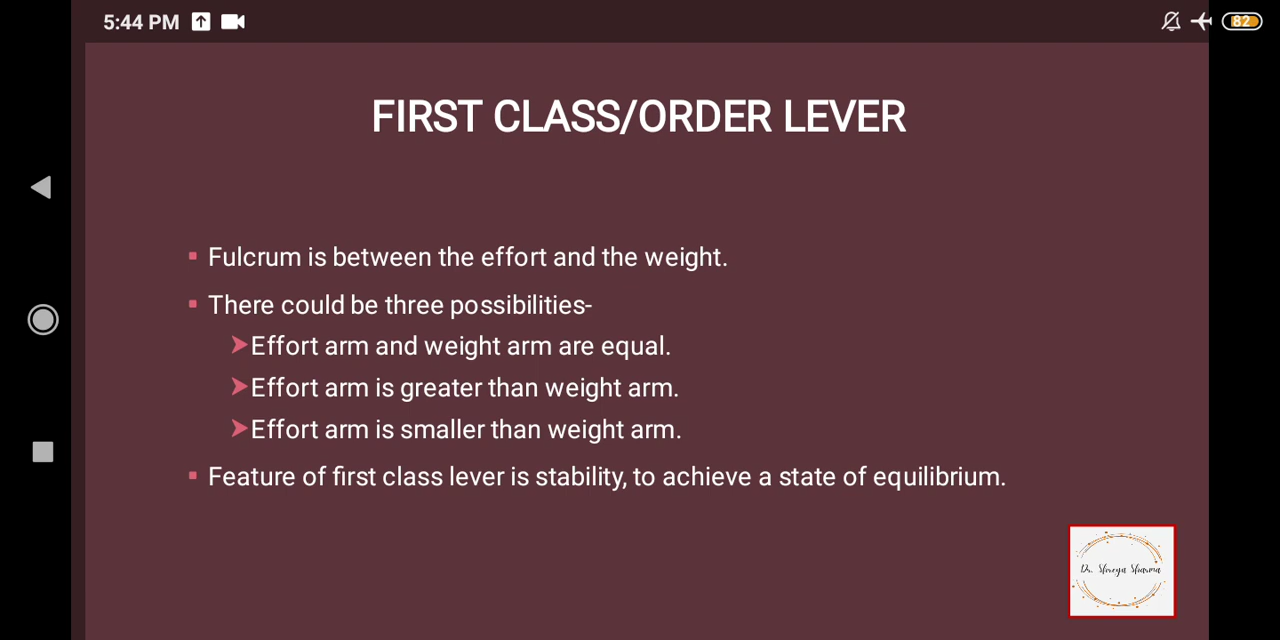 5:44 PM
82
FIRST CLASS/ORDER LEVER
Fulcrum is between the effort and the weight.
There could be three possibilities-
Effort arm and weight arm are equal.
Effort arm is greater than weight arm.
Effort arm is smaller than weight arm.
Feature of first class lever is stability, to achieve a state of equilibrium.
Dr. Shreya Sharma